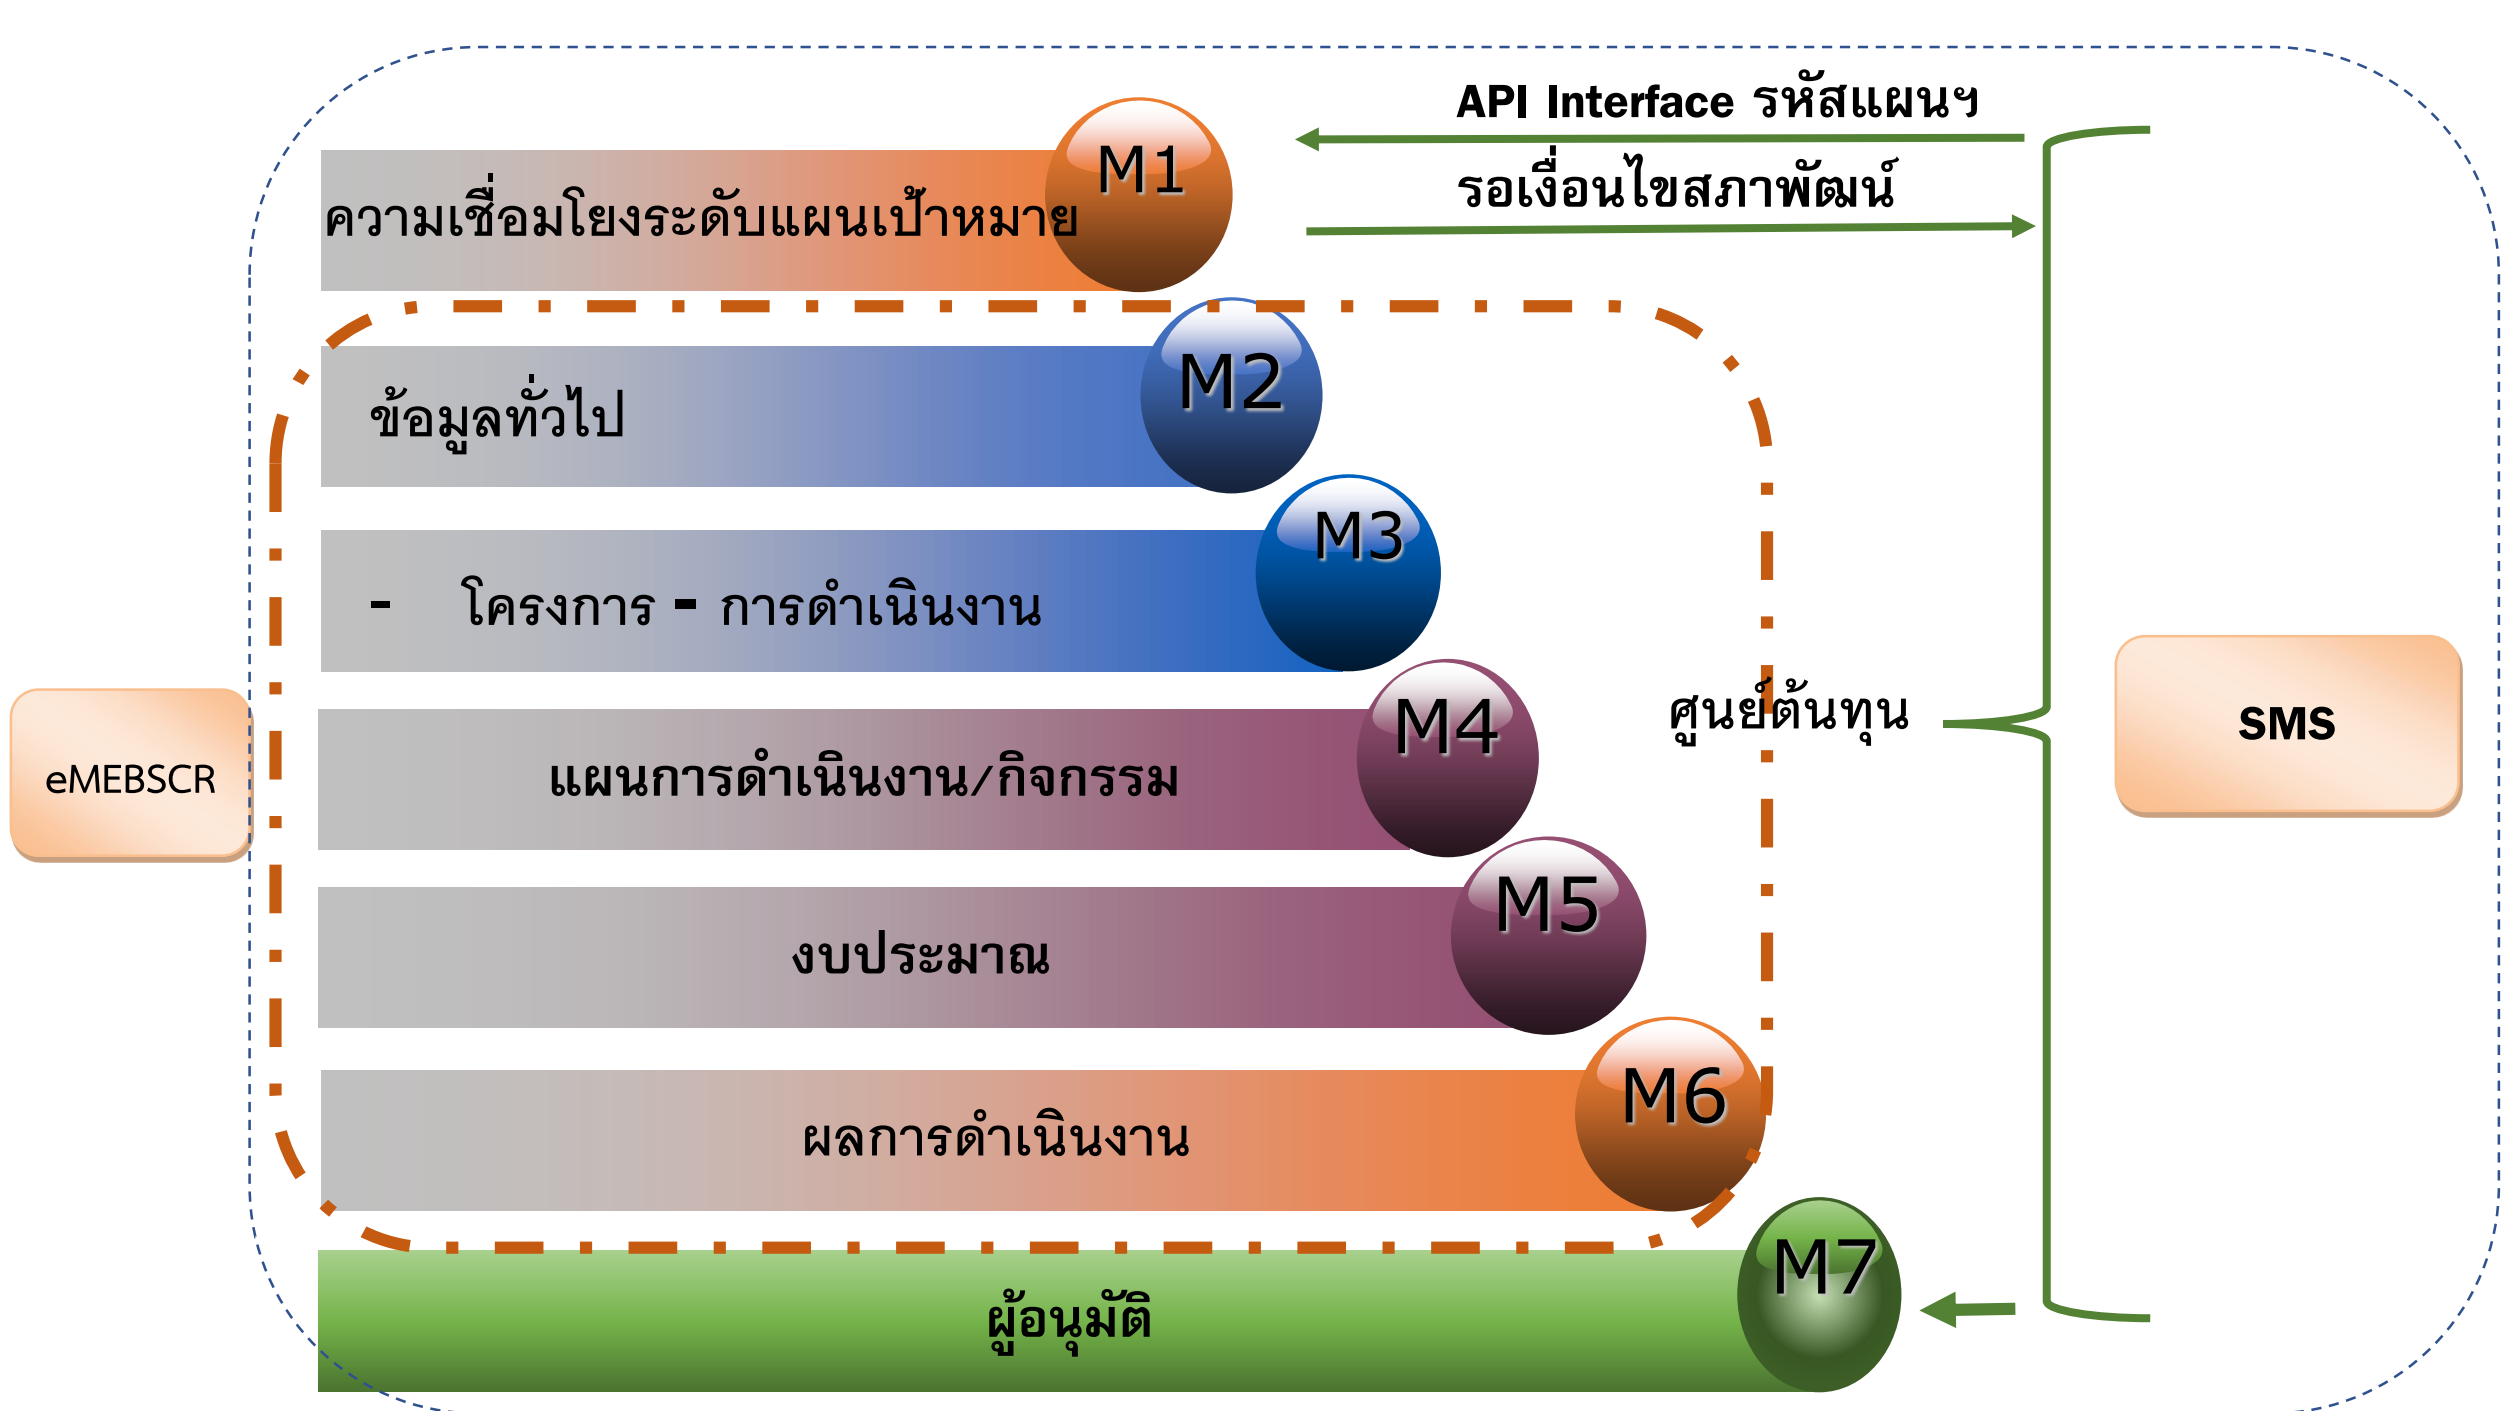 API Interface รหัสแผนฯ
M1
รอเงื่อนไขสภาพัฒน์
ความเชื่อมโยงระดับแผนเป้าหมาย
M2
ข้อมูลทั่วไป
M3
- โครงการ - การดำเนินงาน
M4
ศูนย์ต้นทุน
SMS
eMEBSCR
แผนการดำเนินงาน/กิจกรรม
M5
งบประมาณ
M6
ผลการดำเนินงาน
M7
ผู้อนุมัติ